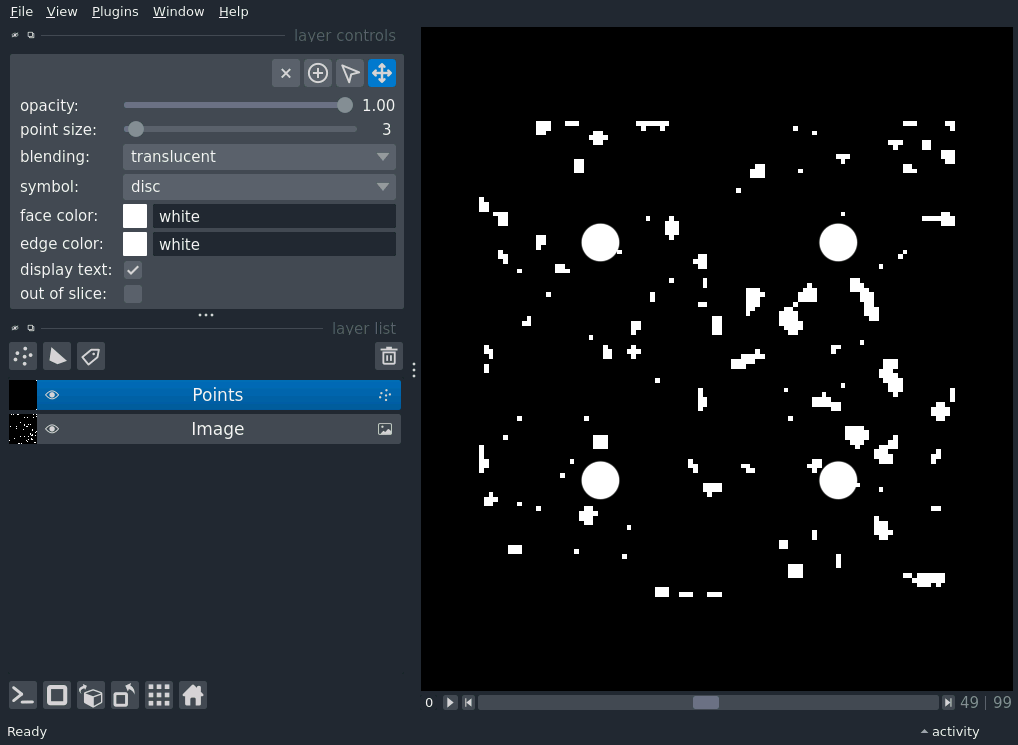 File View Plugins Window Help
layer controls
opacity: 1.00
point size: 3
blending: translucent
symbol: disc
face color: white
edge color: white
display text:
out of slice:
layer list
Points
Image
0 49 | 99
Ready activity